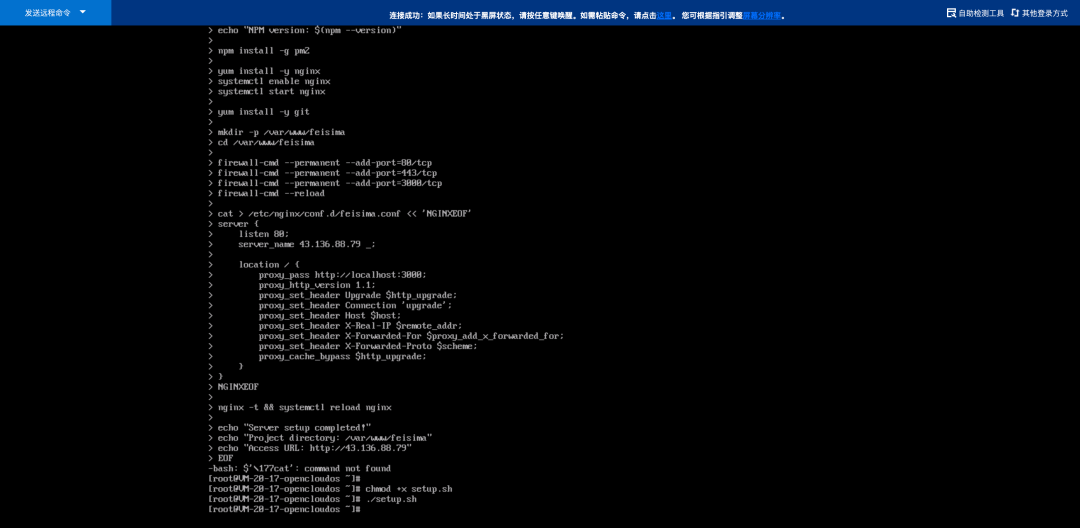 发送远程命令
连接成功: 如果长时间处于黑屏状态，请按任意键唤醒。如需粘贴命令，请点击这里。 您可根据指引调整屏幕分辨率。
自助检测工具 其他登录方式
> echo "NPM version: $(npm --version)"
>
> npm install -g pm2
>
> yum install -y nginx
> systemctl enable nginx
> systemctl start nginx
>
> yum install -y git
>
> mkdir -p /var/www/feisima
> cd /var/www/feisima
>
> firewall-cmd --permanent --add-port=80/tcp
> firewall-cmd --permanent --add-port=443/tcp
> firewall-cmd --permanent --add-port=3000/tcp
> firewall-cmd --reload
>
> cat > /etc/nginx/conf.d/feisima.conf << 'NGINXEOF'
> server {
>     listen 80;
>     server_name 43.136.88.79 _;
>
>     location / {
>         proxy_pass http://localhost:3000;
>         proxy_http_version 1.1;
>         proxy_set_header Upgrade $http_upgrade;
>         proxy_set_header Connection 'upgrade';
>         proxy_set_header Host $host;
>         proxy_set_header X-Real-IP $remote_addr;
>         proxy_set_header X-Forwarded-For $proxy_add_x_forwarded_for;
>         proxy_set_header X-Forwarded-Proto $scheme;
>         proxy_cache_bypass $http_upgrade;
>     }
> }
> NGINXEOF
>
> nginx -t && systemctl reload nginx
>
> echo "Server setup completed!"
> echo "Project directory: /var/www/feisima"
> echo "Access URL: http://43.136.88.79"
> EOF
-bash: $'\177cat': command not found
[root@VM-20-17-opencloudos ~]#
[root@VM-20-17-opencloudos ~]# chmod +x setup.sh
[root@VM-20-17-opencloudos ~]# ./setup.sh
[root@VM-20-17-opencloudos ~]#